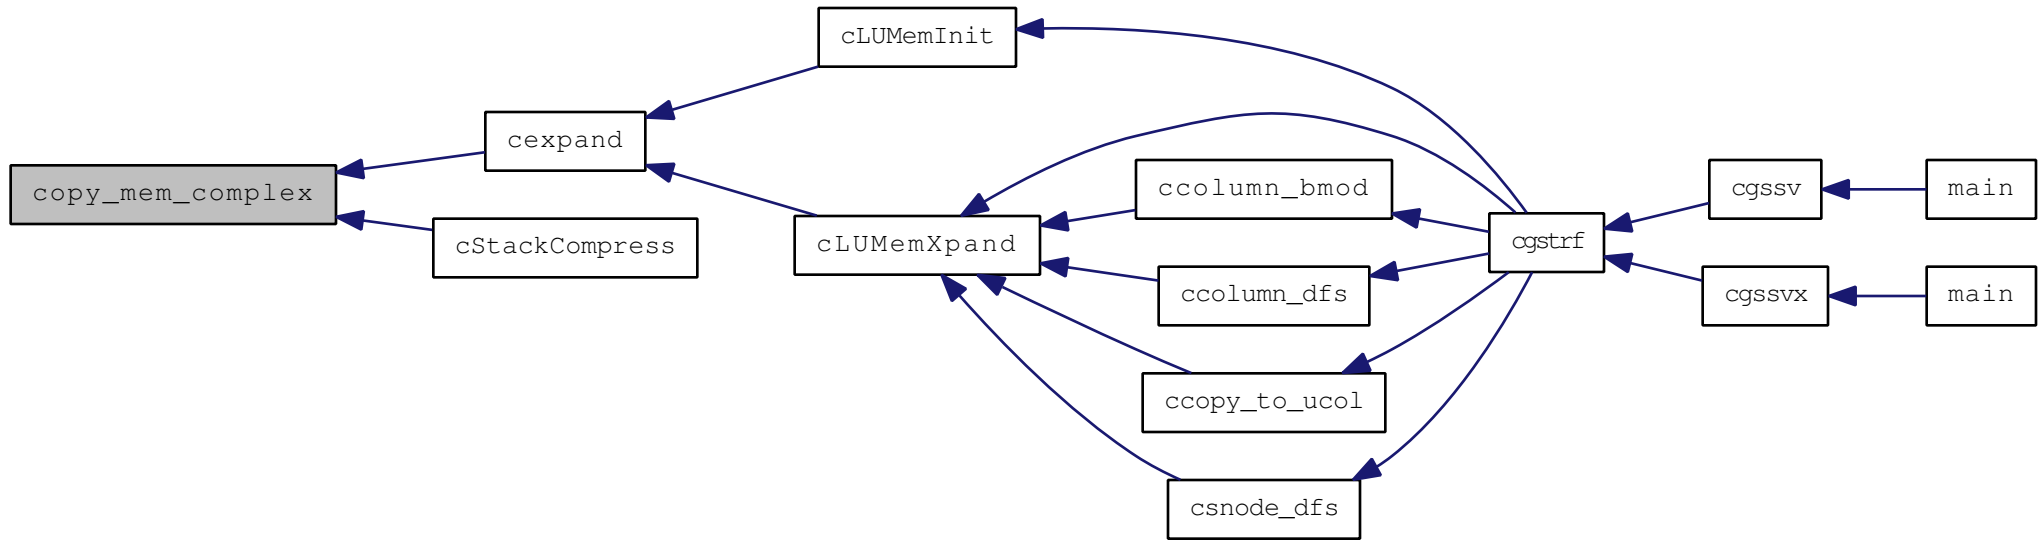 cLUMemInit
cexpand
copy_mem_complex
cStackCompress
cLUMemXpand
ccolumn_bmod
ccolumn_dfs
ccopy_to_ucol
csnode_dfs
cgstrf
cgssv
main
cgssvx
main